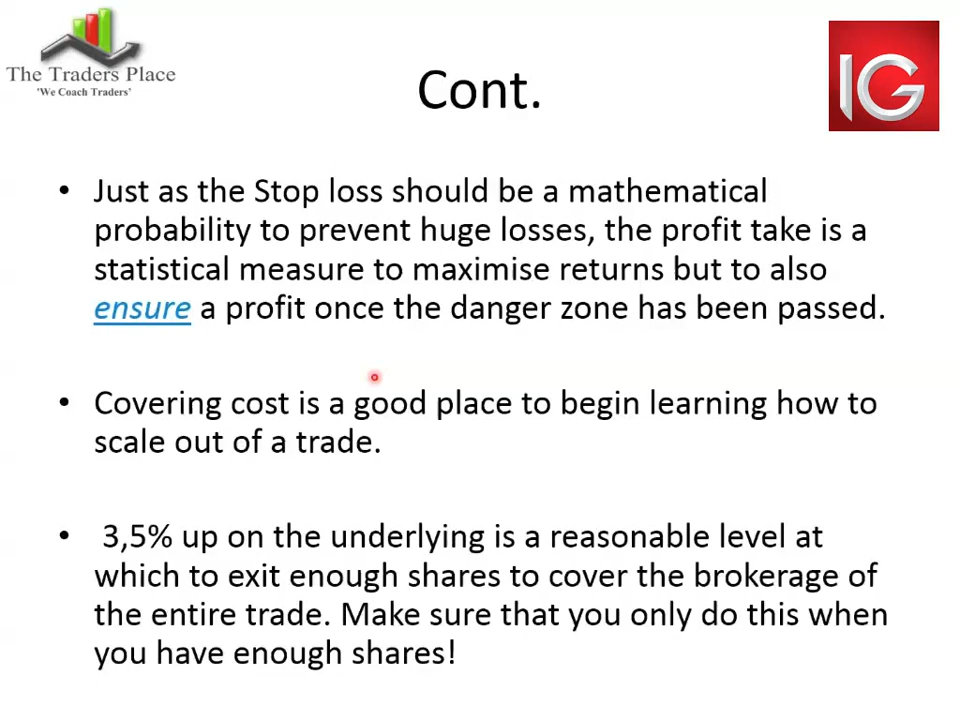 The Traders Place
'We Coach Traders'
IG
Cont.
• Just as the Stop loss should be a mathematical
probability to prevent huge losses, the profit take is a
statistical measure to maximise returns but to also
ensure a profit once the danger zone has been passed.
• Covering cost is a good place to begin learning how to
scale out of a trade.
• 3,5% up on the underlying is a reasonable level at
which to exit enough shares to cover the brokerage of
the entire trade. Make sure that you only do this when
you have enough shares!